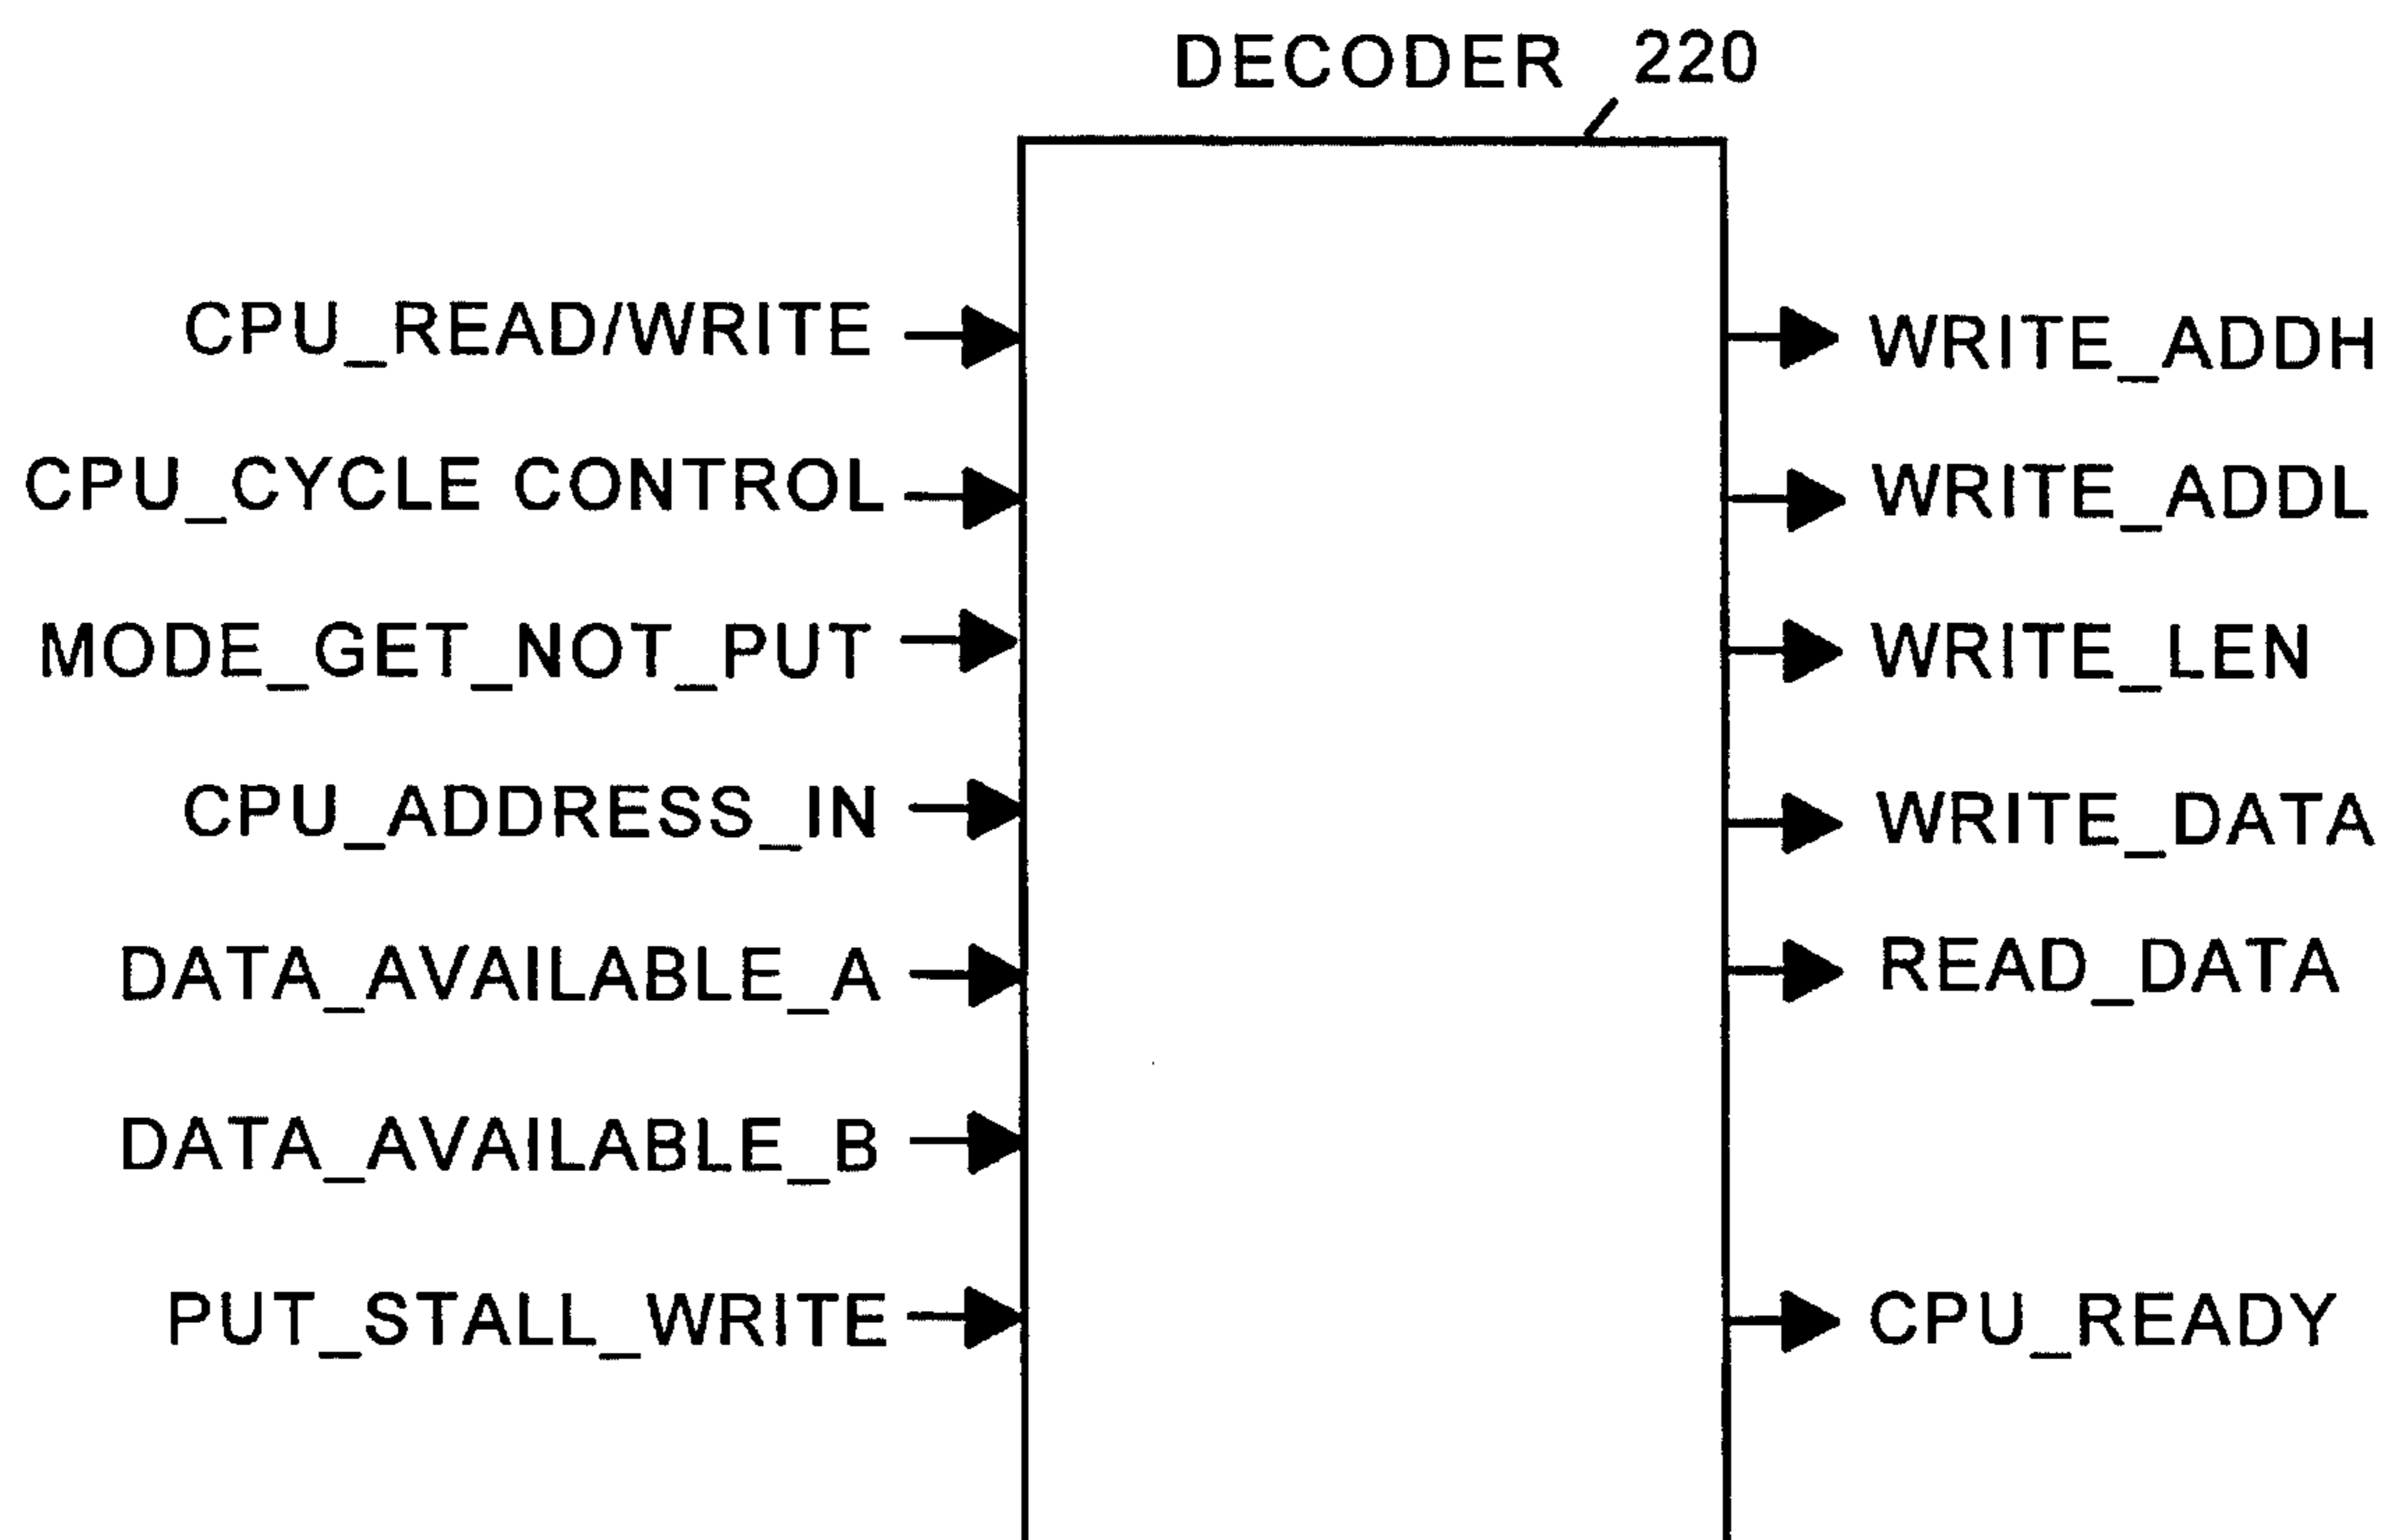 DECODER 220
CPU_READ/WRITE
CPU_CYCLE CONTROL
MODE_GET_NOT_PUT
CPU_ADDRESS_IN
DATA_AVAILABLE_A
DATA_AVAILABLE_B
PUT_STALL_WRITE
WRITE_ADDH
WRITE_ADDL
WRITE_LEN
WRITE_DATA
READ_DATA
CPU_READY